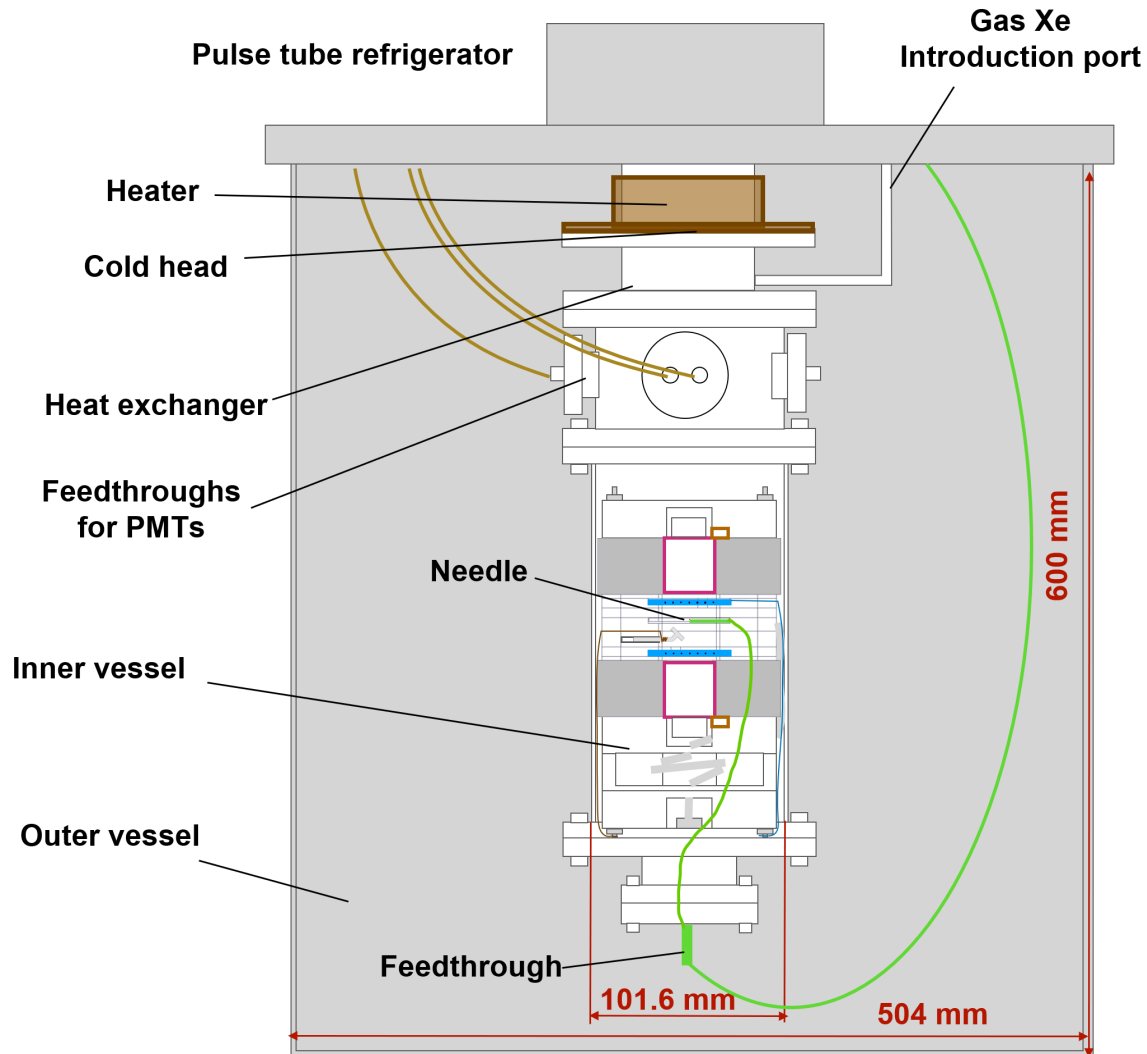 Gas Xe
Introduction port
Pulse tube refrigerator
Heater
Cold head
Heat exchanger
Feedthroughs
for PMTs
600 mm
Needle
Inner vessel
Outer vessel
Feedthrough
101.6 mm
504 mm